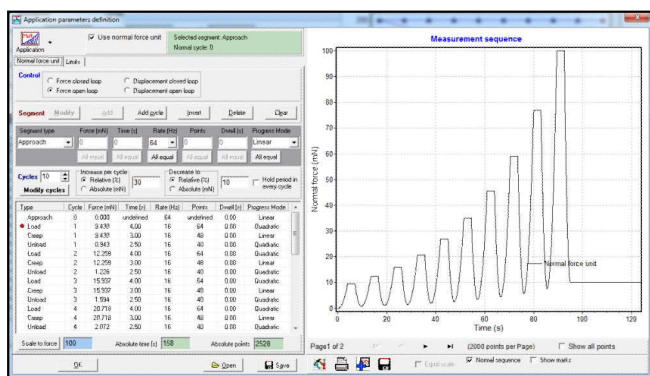 Application parameters definition
Application
Use normal force unit
Selected segment: Approach
Normal cycle: 0
Normal force unit
Limits
Control
Force closed loop
Displacement closed loop
Force open loop
Displacement open loop
Segment
Modify
Add
Add cycle
Insert
Delete
Clear
Segment type
Force (mN)
Time (s)
Rate (Hz)
Points
Dwell (s)
Progress Mode
Approach
0
0
64
0
0
Linear
All equal
All equal
All equal
All equal
All equal
All equal
Cycles
10
Modify cycles
Increase per cycle
Relative (%)
Absolute (mN)
30
Decrease to
Relative (%)
Absolute (mN)
10
Hold period in
every cycle
Type Cycle Force (mN) Time (s) Rate (Hz) Points Dwell (s) Progress Mode
Approach 0 0.000 undefined 64 undefined 0.00 Linear
Load 1 9.430 4.00 16 64 0.00 Quadratic
Creep 1 9.430 3.00 16 48 0.00 Linear
Unload 1 0.943 2.50 16 40 0.00 Quadratic
Load 2 12.259 4.00 16 64 0.00 Quadratic
Creep 2 12.259 3.00 16 48 0.00 Linear
Unload 2 1.226 2.50 16 40 0.00 Quadratic
Load 3 15.937 4.00 16 64 0.00 Quadratic
Creep 3 15.937 3.00 16 48 0.00 Linear
Unload 3 1.594 2.50 16 40 0.00 Quadratic
Load 4 20.718 4.00 16 64 0.00 Quadratic
Creep 4 20.718 3.00 16 48 0.00 Linear
Unload 4 2.072 2.50 16 40 0.00 Quadratic
Scale to force
100
Absolute time [s]
158
Absolute points
2528
OK
Open
Save
Measurement sequence
Normal force (mN)
100
90
80
70
60
50
40
30
20
10
0
0 20 40 60 80 100 120
Time (s)
Normal force unit
Page1 of 2
(2000 points per Page)
Show all points
Equal scale
Normal sequence
Show marks